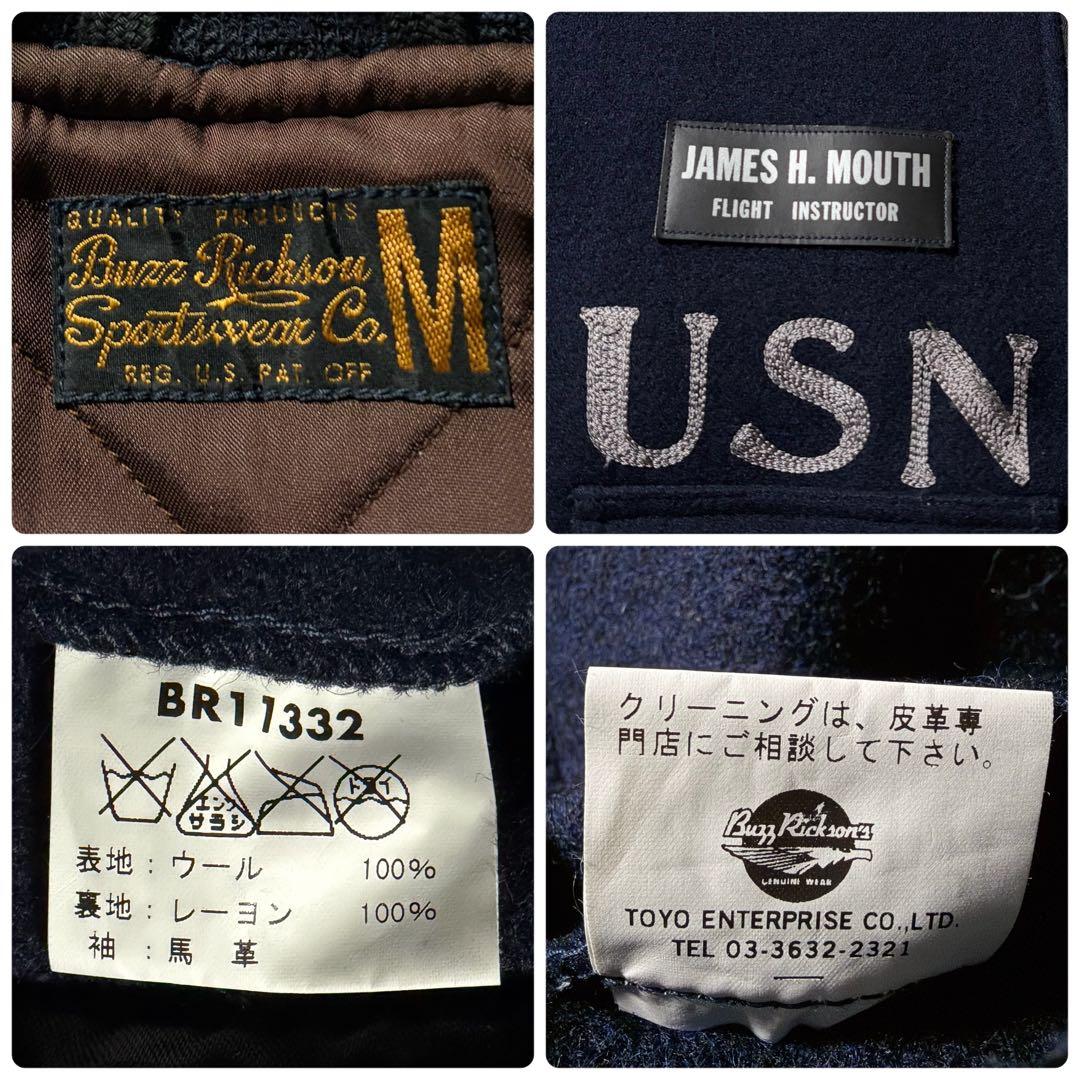 QUALITY PRODUCTS
Buzz Rickson
Sportswear Co.
M
REG. U.S. PAT. OFF
JAMES H. MOUTH
FLIGHT INSTRUCTOR
USN
BR11332
エンソ
サラシ
ドライ
表地：ウール 100%
裏地：レーヨン 100%
袖：馬 革
クリーニングは、皮革専
門店にご相談して下さい。
Buzz Rickson's
GENUINE WEAR
TOYO ENTERPRISE CO.,LTD.
TEL 03-3632-2321